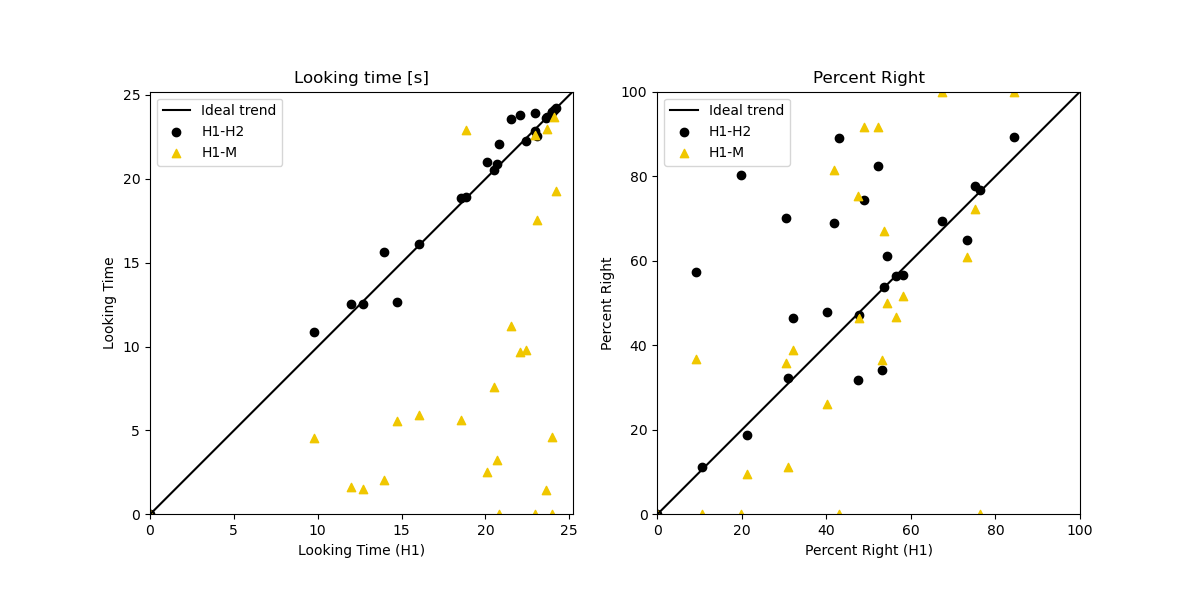 Looking time [s]
Ideal trend
H1-H2
H1-M
25
20
15
10
5
0
Looking Time
0 5 10 15 20 25
Looking Time (H1)
Percent Right
Ideal trend
H1-H2
H1-M
100
80
60
40
20
0
Percent Right
0 20 40 60 80 100
Percent Right (H1)